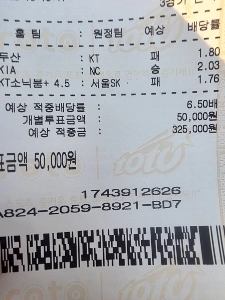 홈 팀 : 원정팀 예상 배당률
두산 : KT 패 1.80
KIA : NC 승 2.03
KT소닉붐+ 4.5 : 서울SK 패 1.76
예상 적중배당률 6.50배
개별투표금액 50,000원
예상 적중금 325,000원
표금액 50,000원
1743912626
A824-2059-8921-BD7